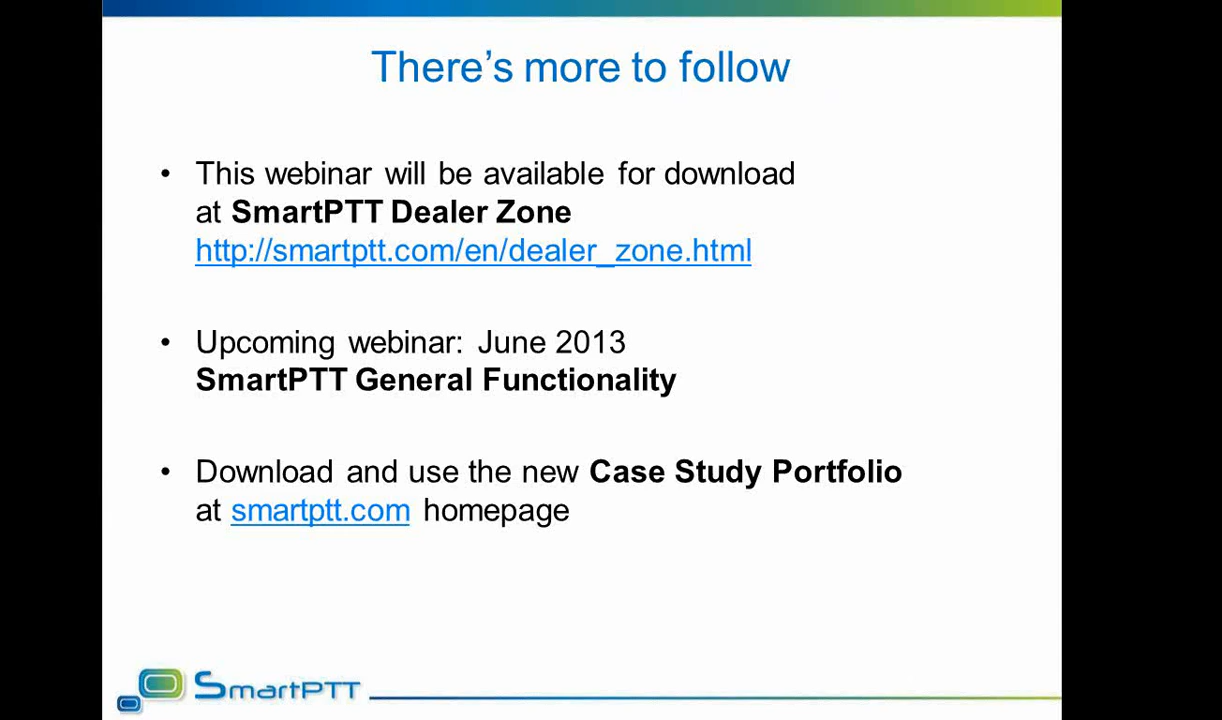 There's more to follow
• This webinar will be available for download
at SmartPTT Dealer Zone
http://smartptt.com/en/dealer_zone.html
• Upcoming webinar: June 2013
SmartPTT General Functionality
• Download and use the new Case Study Portfolio
at smartptt.com homepage
SmartPTT